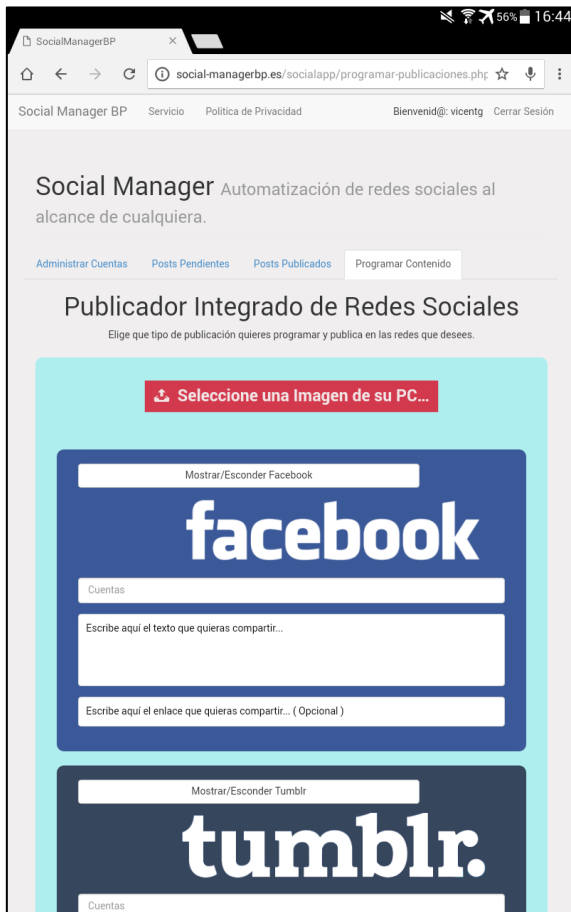 56% 16:44
SocialManagerBP
social-managerbp.es/socialapp/programar-publicaciones.php
Social Manager BP Servicio Politica de Privacidad Bienvenid@: vicentg Cerrar Sesión
Social Manager Automatización de redes sociales al
alcance de cualquiera.
Administrar Cuentas Posts Pendientes Posts Publicados Programar Contenido
Publicador Integrado de Redes Sociales
Elige que tipo de publicación quieres programar y publica en las redes que desees.
Seleccione una Imagen de su PC...
Mostrar/Esconder Facebook
facebook
Cuentas
Escribe aquí el texto que quieras compartir...
Escribe aquí el enlace que quieras compartir... ( Opcional )
Mostrar/Esconder Tumblr
tumblr.
Cuentas